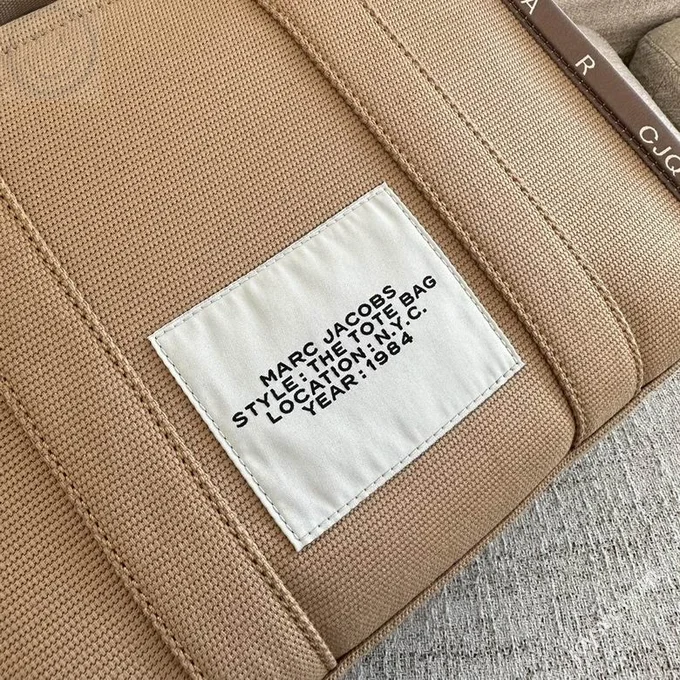 A
R
CJQ
MARC JACOBS
STYLE : THE TOTE BAG
LOCATION : N.Y.C.
YEAR : 1984